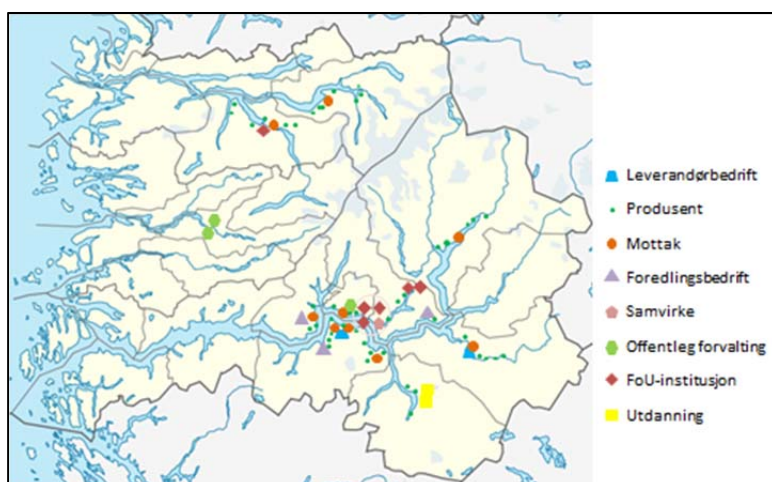 Leverandørbedrift
Produsent
Mottak
Foredlingsbedrift
Samvirke
Offentleg forvalting
FoU-institusjon
Utdanning